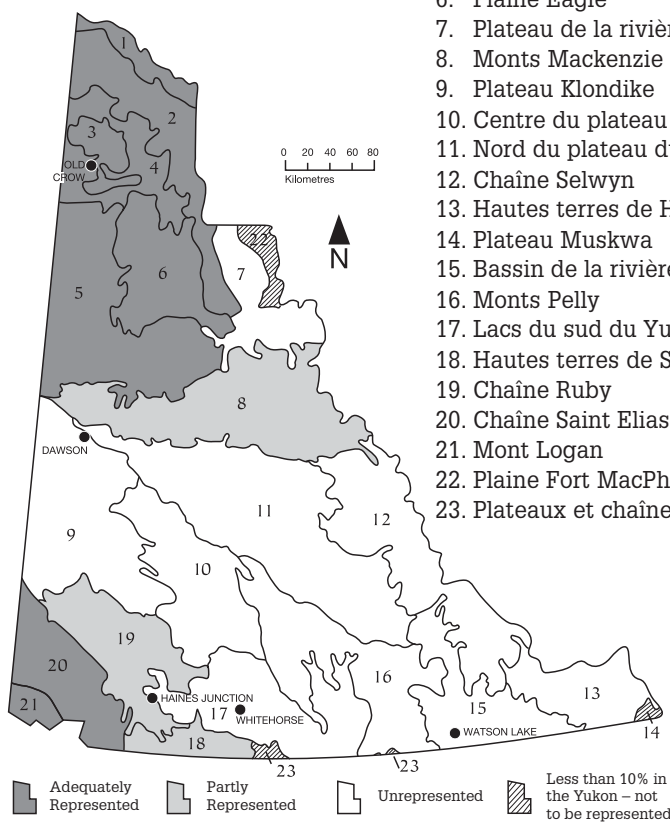 6. Plaine Eagle
7. Plateau de la rivièr
8. Monts Mackenzie
9. Plateau Klondike
10. Centre du plateau
11. Nord du plateau d
12. Chaîne Selwyn
13. Hautes terres de H
14. Plateau Muskwa
15. Bassin de la rivière
16. Monts Pelly
17. Lacs du sud du Yu
18. Hautes terres de S
19. Chaîne Ruby
20. Chaîne Saint Elias
21. Mont Logan
22. Plaine Fort MacPh
23. Plateaux et chaîne
1
2
3
4
OLD
CROW
0 20 40 60 80
Kilometres
N
22
5
6
7
8
DAWSON
9
10
11
12
19
20
21
HAINES JUNCTION
17
WHITEHORSE
18
16
15
13
WATSON LAKE
14
23
23
Adequately
Represented
Partly
Represented
Unrepresented
Less than 10% in
the Yukon – not
to be represented